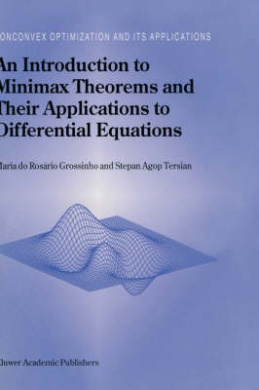 ONCONVEX OPTIMIZATION AND ITS APPLICATIONS
An Introduction to
Minimax Theorems and
Their Applications to
Differential Equations
Maria do Rosário Grossinho and Stepan Agop Tersian
Kluwer Academic Publishers